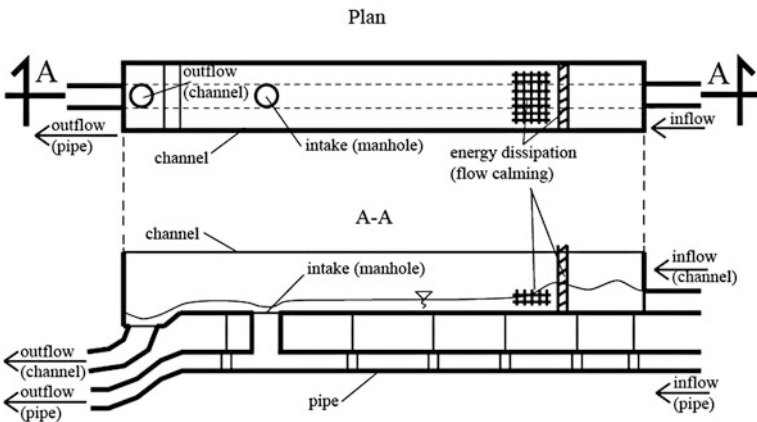 Plan
A
A
outflow
(channel)
outflow
(pipe)
channel
intake (manhole)
energy dissipation
(flow calming)
inflow
A-A
channel
intake (manhole)
inflow
(channel)
outflow
(channel)
outflow
(pipe)
pipe
inflow
(pipe)